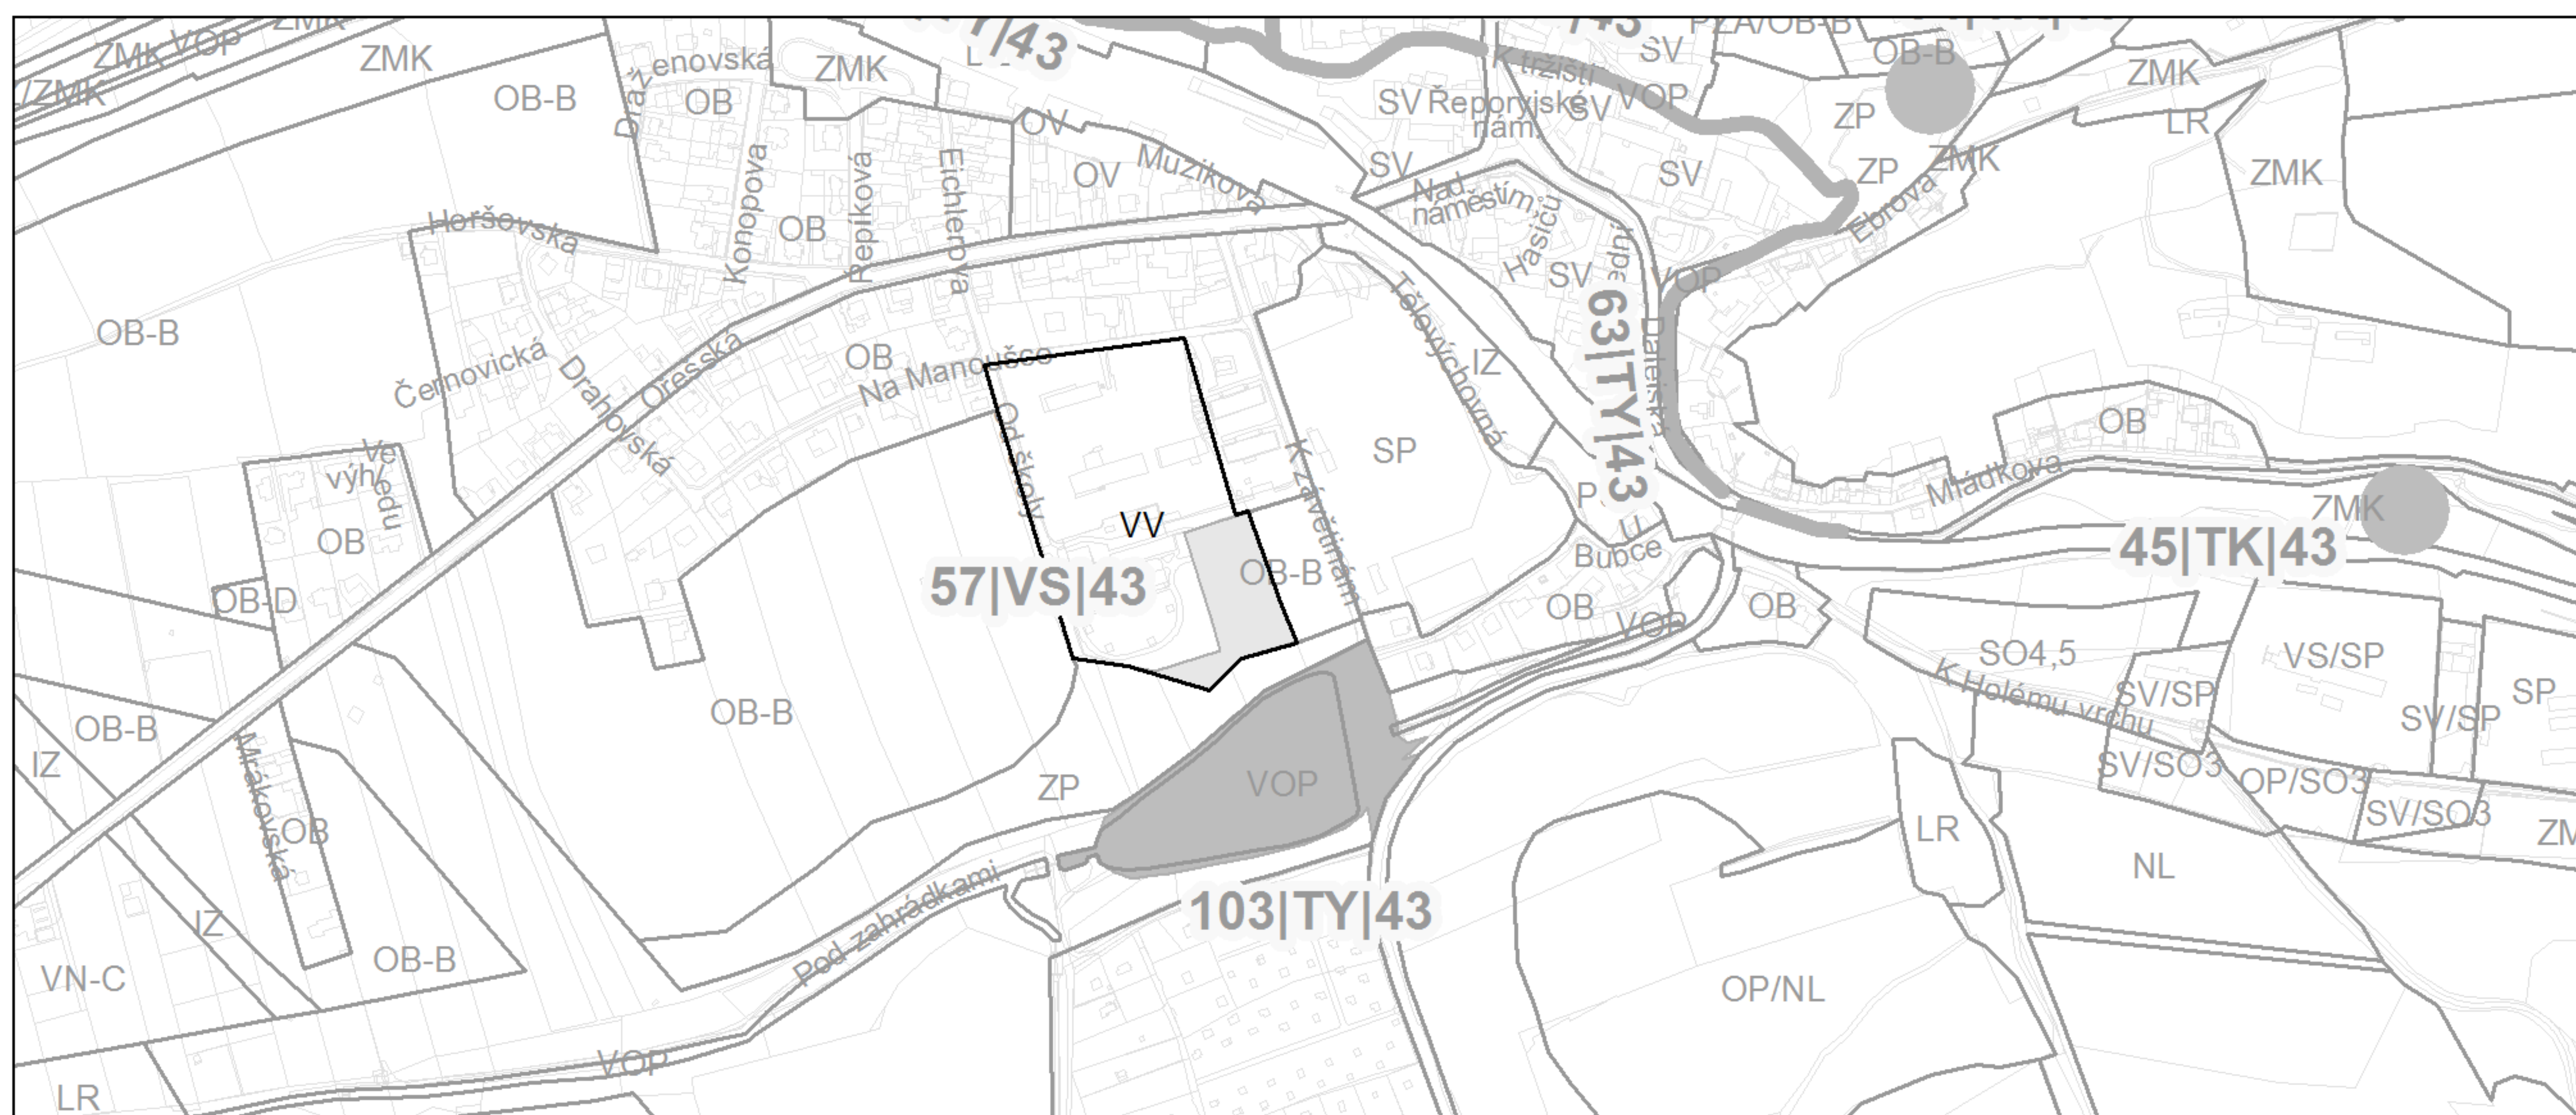 ZMK
VOP
ZMK
/ZMK
ZMK
OB-B
Draženovská
OB
ZMK
OV
OV
Muzikova
Konopova
Řepíková
Eichlerova
OB
Horšovská
OB-B
Černovická
Drahovská
Ořešská
OB
Na Manoušce
Od školy
VV
57|VS|43
K Závětinám
OB-B
SP
Tělovýchovná
IZ
SV
Řeporyjské
nám.
SV
VOP
K tržišti
SV
SV
SV
Nad
náměstím
Hasičů
SV
VOP
Dalejská
63|TY|43
PZA/OB-B
OB-B
ZP
ZP
ZMK
Ebrova
ZMK
LR
ZMK
OB
Mládkova
ZMK
45|TK|43
U
Bubce
OB
VOP
OB
SO4,5
K Holému vrchu
SV/SP
VS/SP
SV/SP
SP
SV/SO3
OP/SO3
SV/SO3
LR
NL
OP/NL
Ve
výhledu
OB
OB-D
OB-B
IZ
Mrákovská
OB
IZ
VN-C
OB-B
OB-B
ZP
VOP
103|TY|43
Pod zahrádkami
VOP
LR